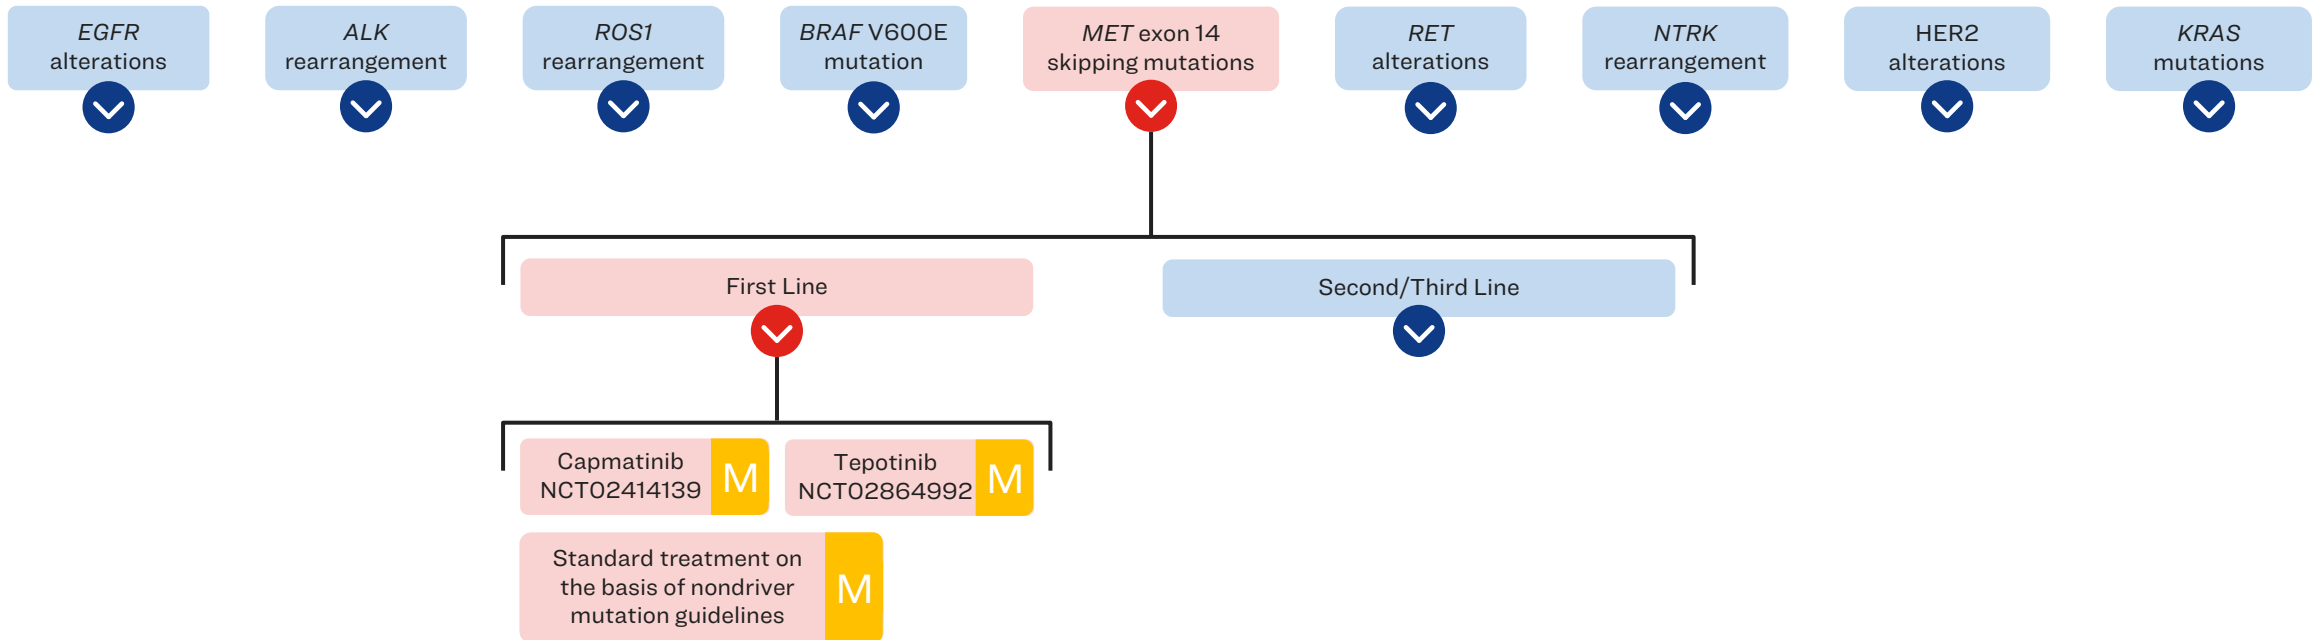 EGFR
alterations
ALK
rearrangement
ROS1
rearrangement
BRAF V600E
mutation
MET exon 14
skipping mutations
RET
alterations
NTRK
rearrangement
HER2
alterations
KRAS
mutations
First Line
Second/Third Line
Capmatinib
NCT02414139
M
Tepotinib
NCT02864992
M
Standard treatment on
the basis of nondriver
mutation guidelines
M